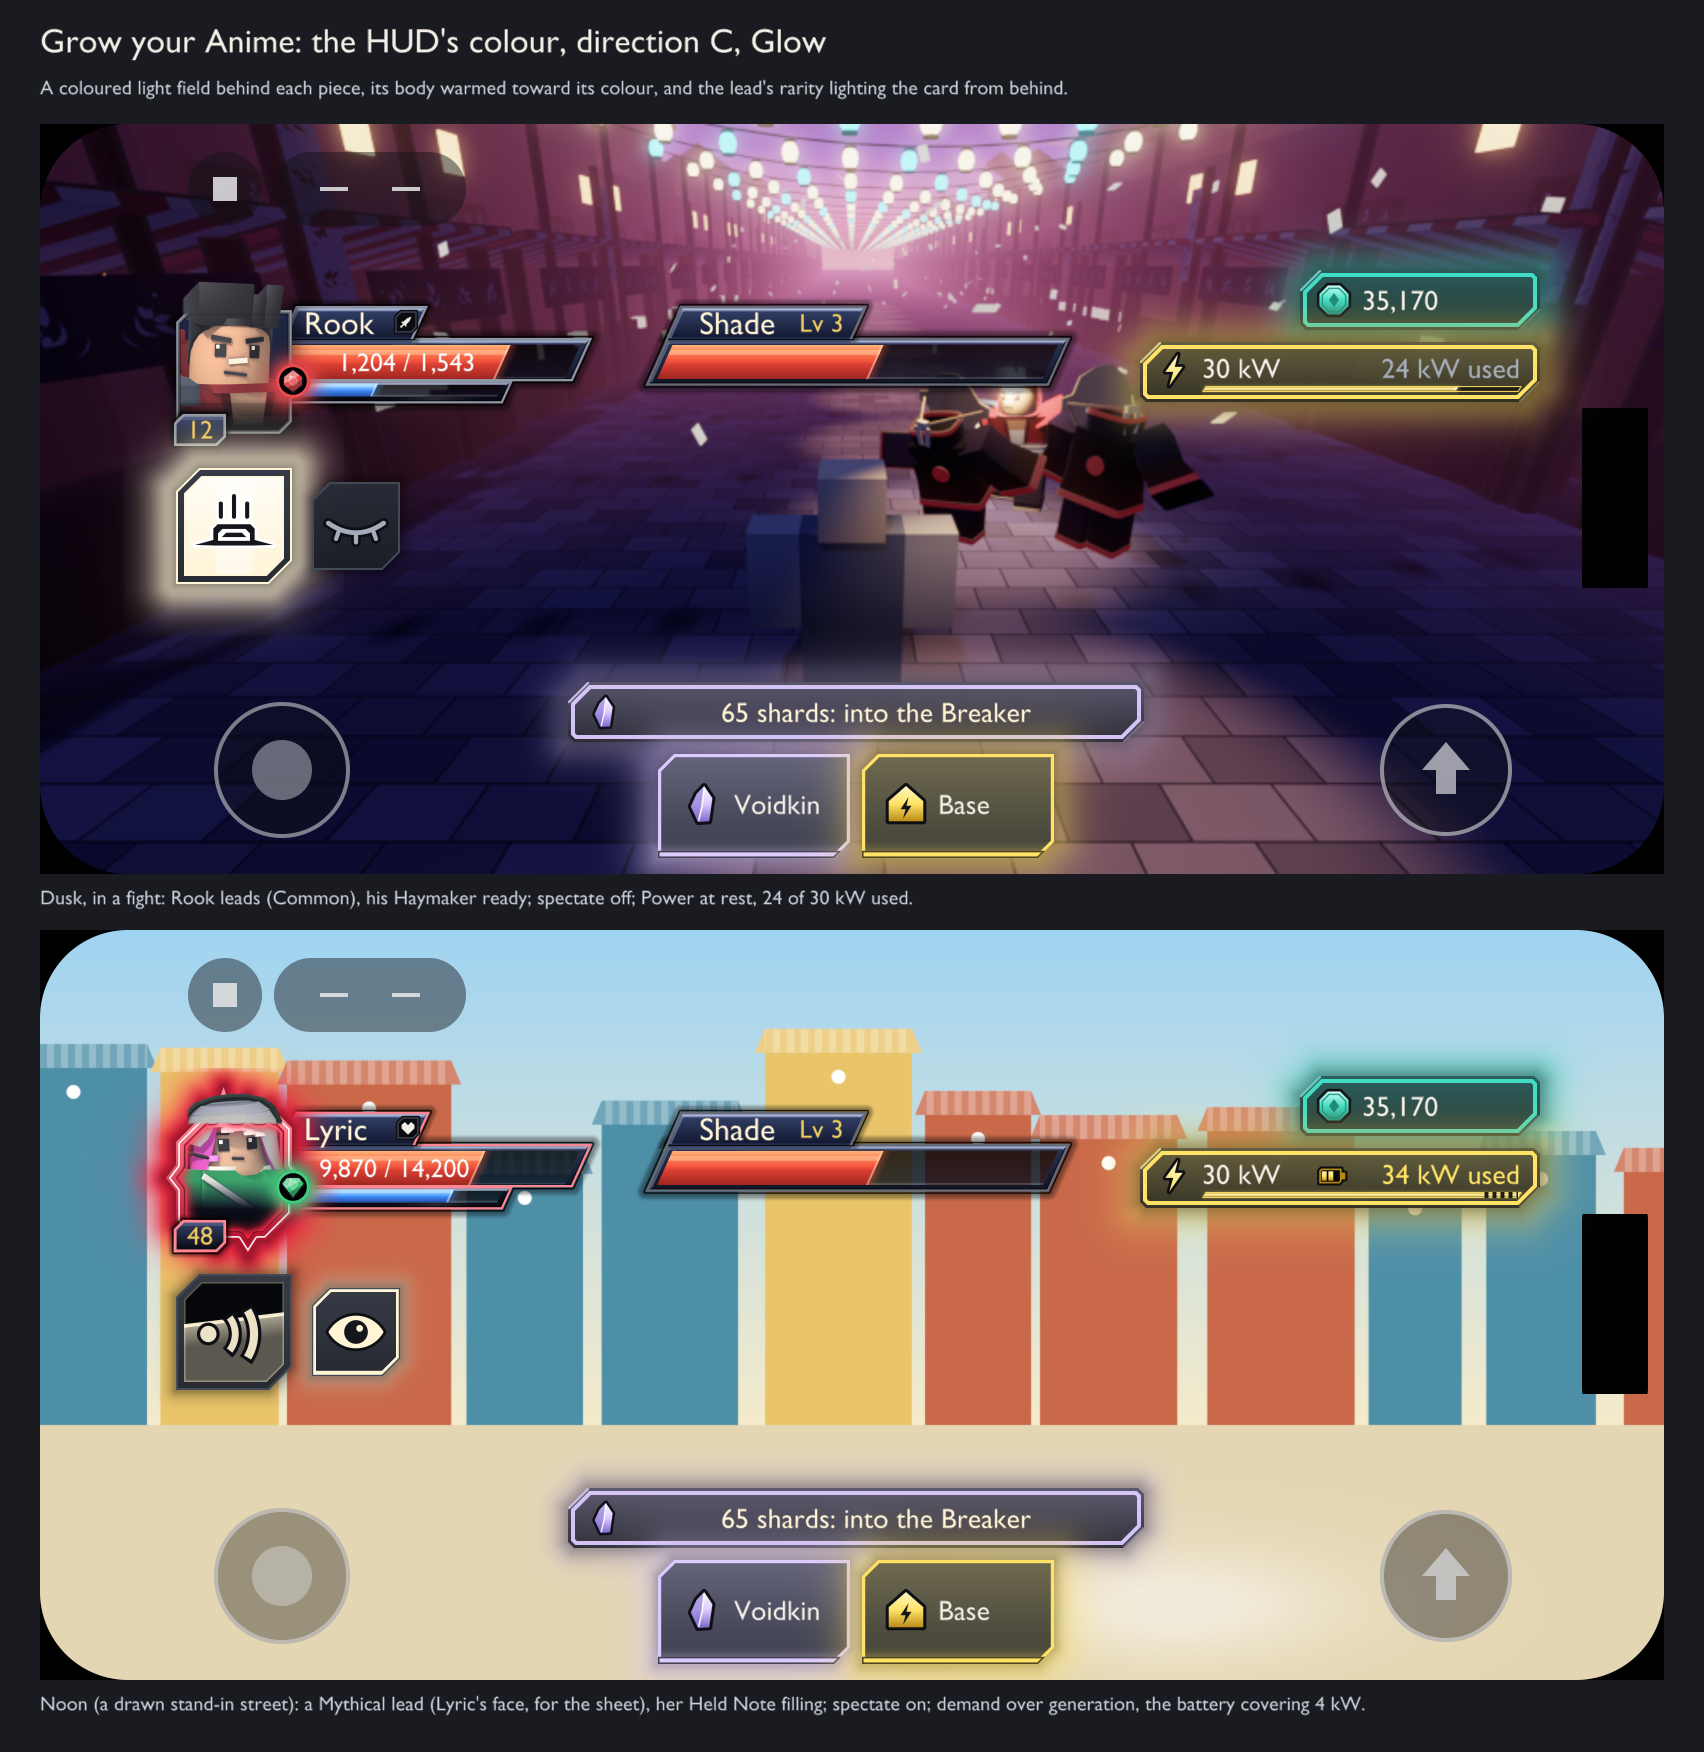 Grow your Anime: the HUD's colour, direction C, Glow
A coloured light field behind each piece, its body warmed toward its colour, and the lead's rarity lighting the card from behind.
35,170
Rook
Shade Lv 3
1,204 / 1,543
30 kW 24 kW used
12
65 shards: into the Breaker
Voidkin
Base
Dusk, in a fight: Rook leads (Common), his Haymaker ready; spectate off; Power at rest, 24 of 30 kW used.
35,170
Lyric
Shade Lv 3
9,870 / 14,200
30 kW 34 kW used
48
65 shards: into the Breaker
Voidkin
Base
Noon (a drawn stand-in street): a Mythical lead (Lyric's face, for the sheet), her Held Note filling; spectate on; demand over generation, the battery covering 4 kW.